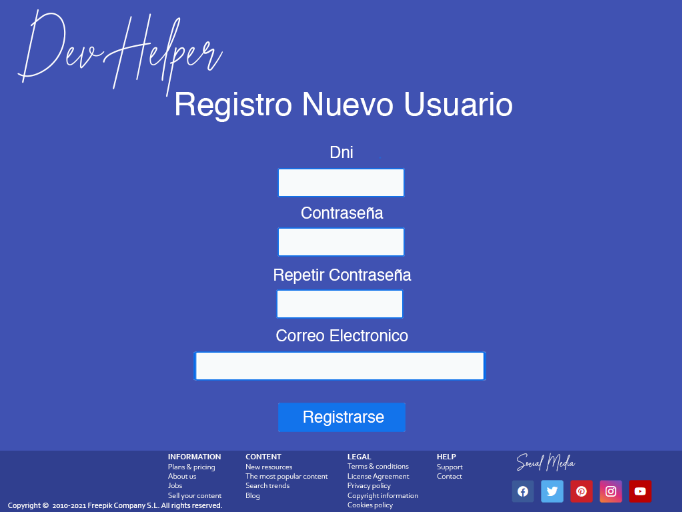 DevHelper
Registro Nuevo Usuario
Dni
Contraseña
Repetir Contraseña
Correo Electronico
Registrarse
INFORMATION
Plans & pricing
About us
Jobs
Sell your content
CONTENT
New resources
The most popular content
Search trends
Blog
LEGAL
Terms & conditions
License Agreement
Privacy policy
Copyright information
Cookies policy
HELP
Support
Contact
Social Media
Copyright © 2010-2021 Freepik Company S.L. All rights reserved.